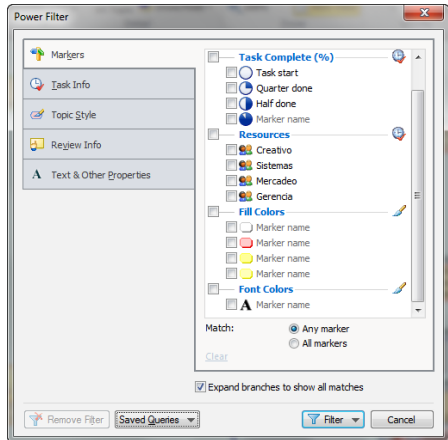 Power Filter
Markers
Task Info
Topic Style
Review Info
A Text & Other Properties
Task Complete (%)
Task start
Quarter done
Half done
Marker name
Resources
Creativo
Sistemas
Mercadeo
Gerencia
Fill Colors
Marker name
Marker name
Marker name
Marker name
Font Colors
A Marker name
Match:
Any marker
All markers
Clear
Expand branches to show all matches
Remove Filter
Saved Queries
Filter
Cancel